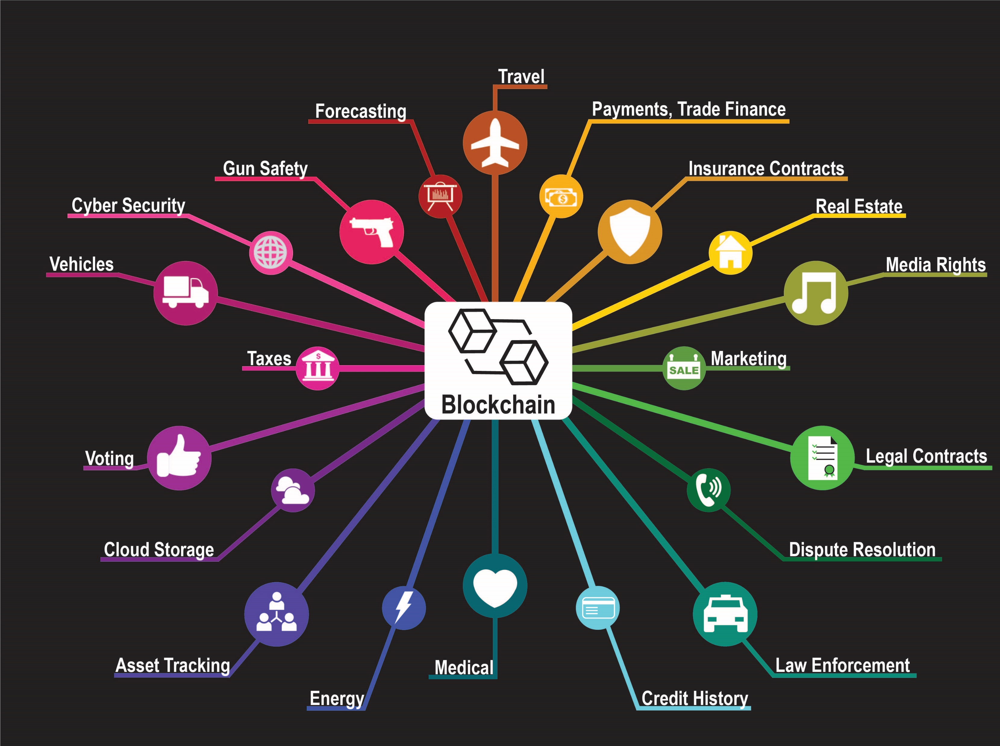 Travel
Forecasting
Payments, Trade Finance
Gun Safety
Insurance Contracts
Cyber Security
Real Estate
Vehicles
Media Rights
Taxes
$
$
SALE
Marketing
Blockchain
Voting
Legal Contracts
Cloud Storage
Dispute Resolution
Asset Tracking
Medical
Law Enforcement
Energy
Credit History